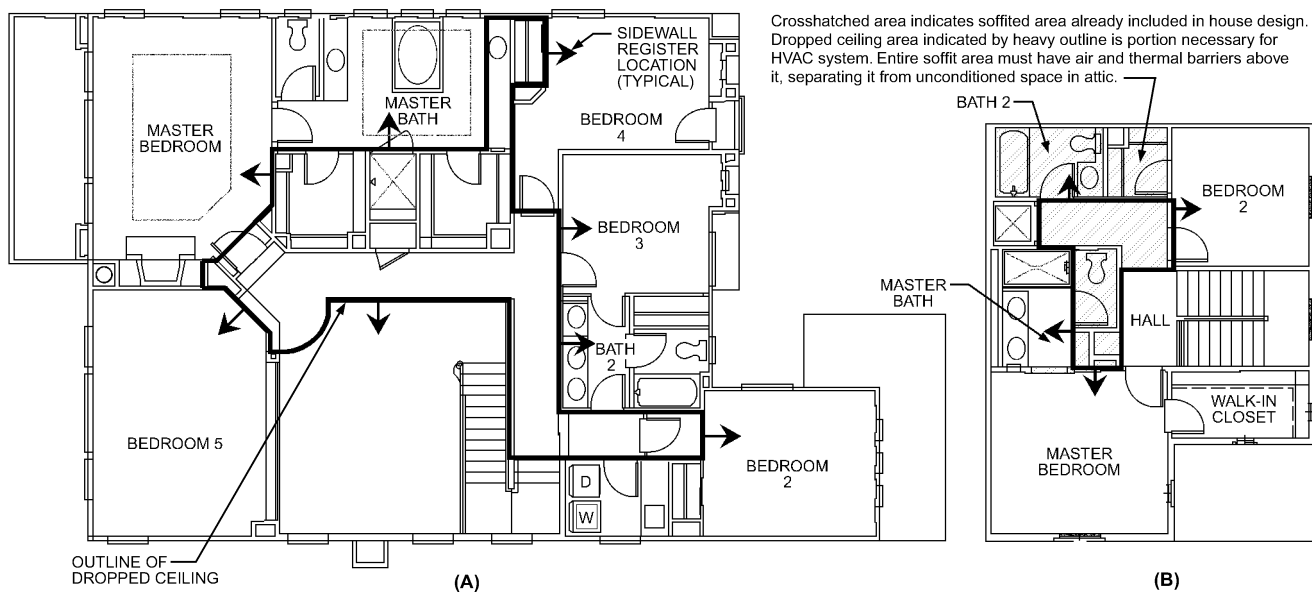 Crosshatched area indicates soffited area already included in house design.
Dropped ceiling area indicated by heavy outline is portion necessary for
HVAC system. Entire soffit area must have air and thermal barriers above
it, separating it from unconditioned space in attic.
SIDEWALL
REGISTER
LOCATION
(TYPICAL)
MASTER
BATH
MASTER
BEDROOM
BEDROOM
4
BEDROOM
3
BATH
2
BEDROOM 5
BEDROOM
2
D
W
OUTLINE OF
DROPPED CEILING
(A)
BATH 2
BEDROOM
2
MASTER
BATH
HALL
WALK-IN
CLOSET
MASTER
BEDROOM
(B)